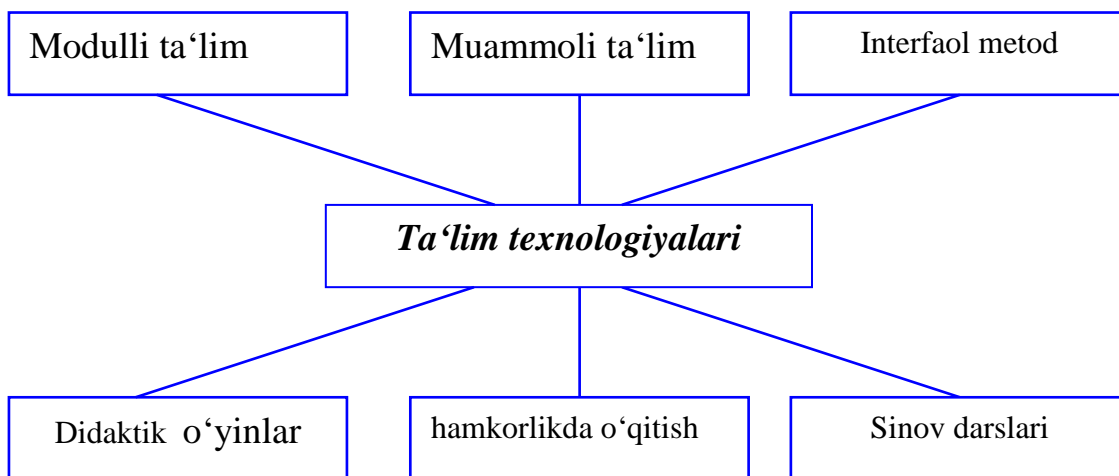 Modulli ta‘lim
Muammoli ta‘lim
Interfaol metod
Ta‘lim texnologiyalari
Didaktik o‘yinlar
hamkorlikda o‘qitish
Sinov darslari